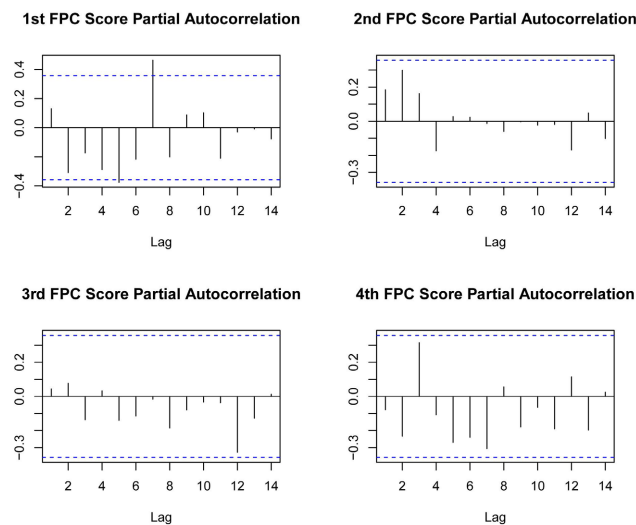 1st FPC Score Partial Autocorrelation
0.4
0.2
0.0
−0.4
2 4 6 8 10 12 14
Lag
2nd FPC Score Partial Autocorrelation
0.2
0.0
−0.3
2 4 6 8 10 12 14
Lag
3rd FPC Score Partial Autocorrelation
0.2
0.0
−0.3
2 4 6 8 10 12 14
Lag
4th FPC Score Partial Autocorrelation
0.2
0.0
−0.3
2 4 6 8 10 12 14
Lag